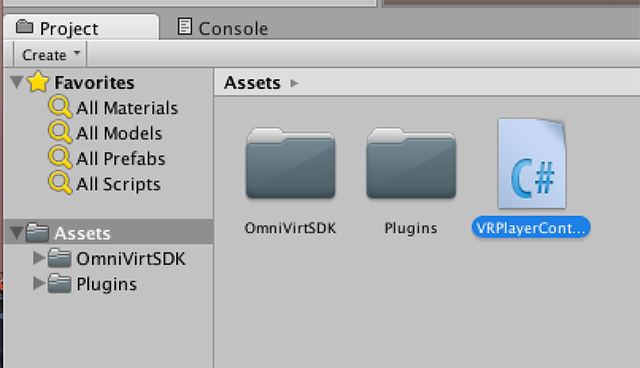 Project
Console
Create
Favorites
All Materials
All Models
All Prefabs
All Scripts
Assets
OmniVirtSDK
Plugins
Assets
C#
OmniVirtSDK
Plugins
VRPlayerCont...